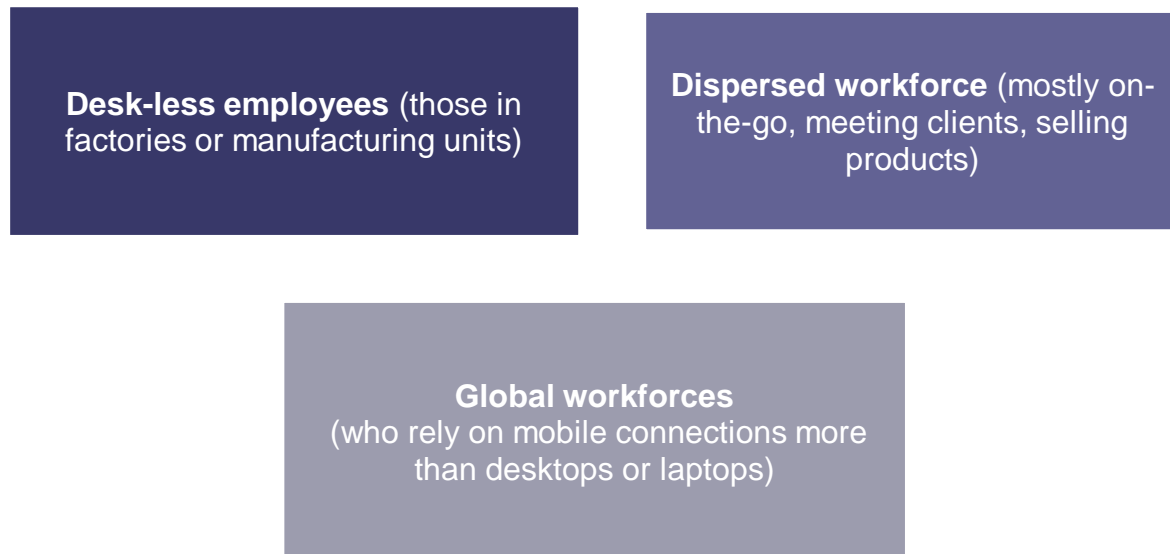 Desk-less employees (those in
factories or manufacturing units)
Dispersed workforce (mostly on-
the-go, meeting clients, selling
products)
Global workforces
(who rely on mobile connections more
than desktops or laptops)